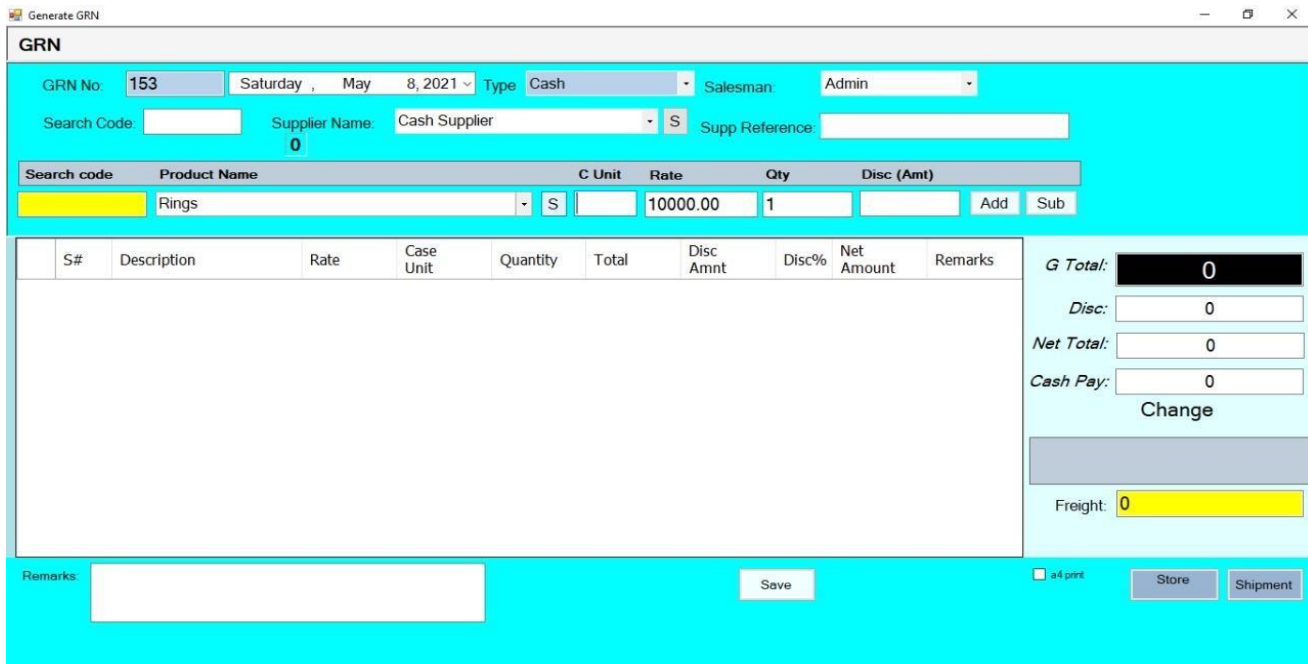 Generate GRN
GRN
GRN No: 153 Saturday , May 8, 2021 Type Cash Salesman: Admin
Search Code: Supplier Name: Cash Supplier S Supp Reference:
0
Search code Product Name C Unit Rate Qty Disc (Amt)
Rings S 10000.00 1 Add Sub
S# Description Rate Case Unit Quantity Total Disc Amnt Disc% Net Amount Remarks
G Total: 0
Disc: 0
Net Total: 0
Cash Pay: 0
Change
Freight: 0
Remarks: Save a4 print Store Shipment